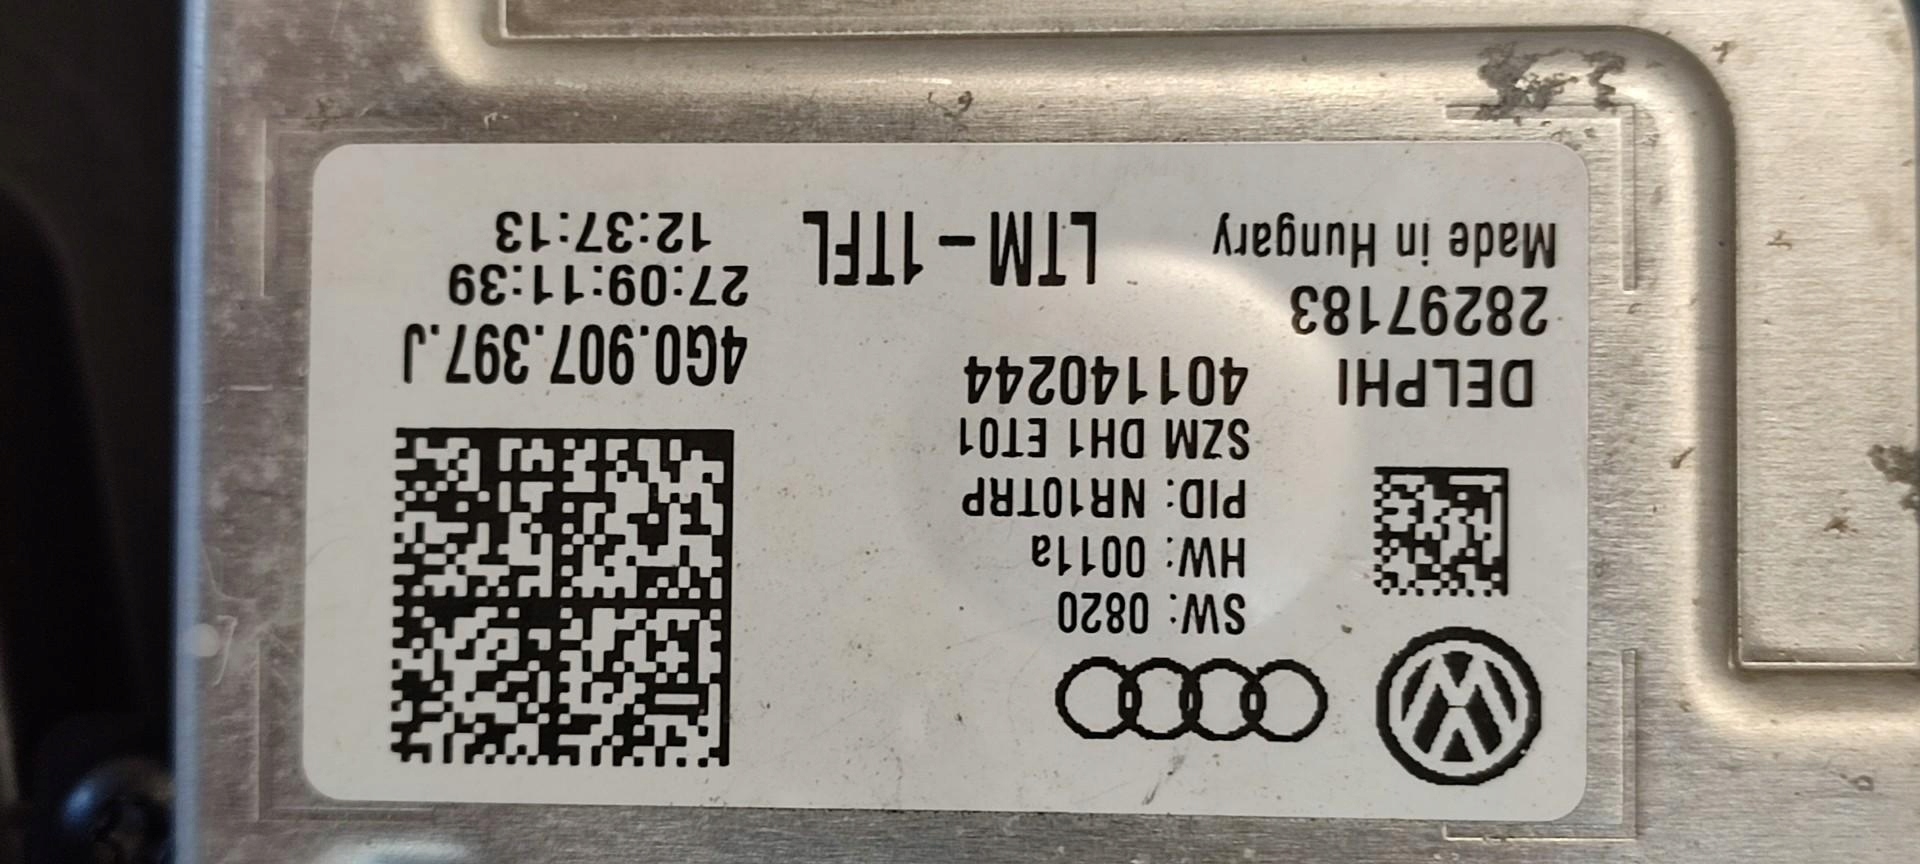 SW: 0820
HW: 0011a
PID: NR10TRP
SZM DH1 ET01
401140244
DELPHI
28297183
Made in Hungary
LTM - 1TFL
4G0.907.397.J
27:09:11:39
12:37:13